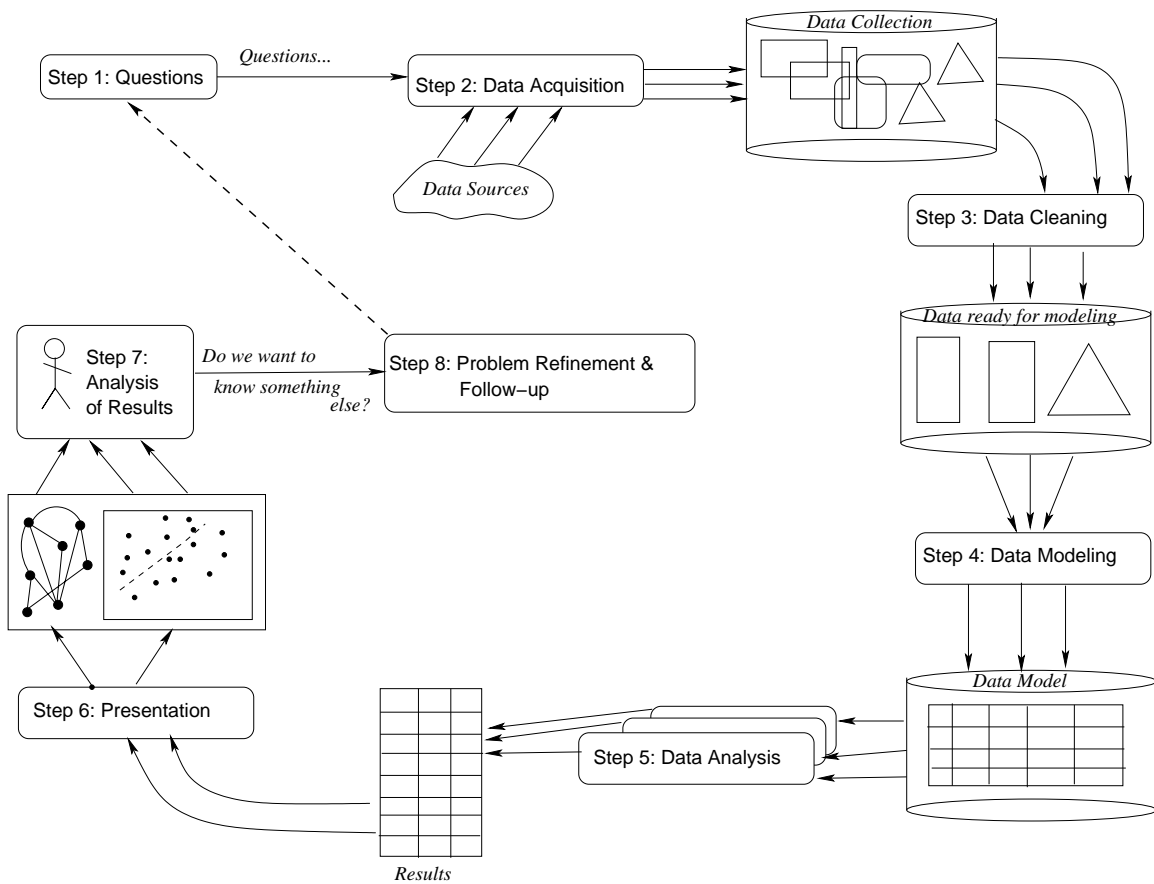 Data Collection
Questions...
Step 1: Questions
Step 2: Data Acquisition
Data Sources
Step 3: Data Cleaning
Data ready for modeling
Step 7:
Analysis
of Results
Do we want to
know something
else?
Step 8: Problem Refinement &
Follow−up
Step 4: Data Modeling
Data Model
Step 5: Data Analysis
Results
Step 6: Presentation